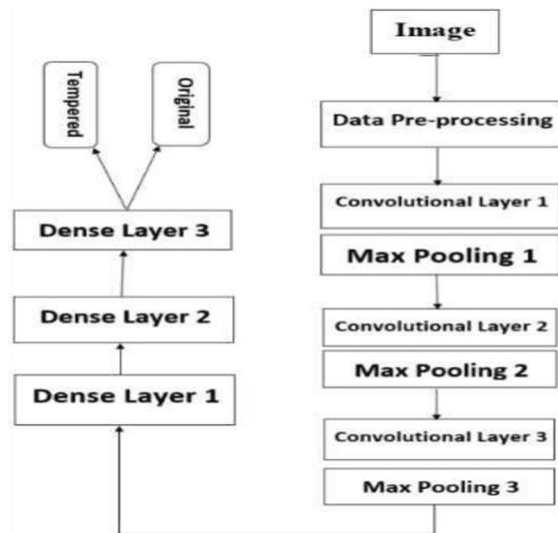 Image
Data Pre-processing
Convolutional Layer 1
Max Pooling 1
Convolutional Layer 2
Max Pooling 2
Convolutional Layer 3
Max Pooling 3
Dense Layer 1
Dense Layer 2
Dense Layer 3
Tempered
Original